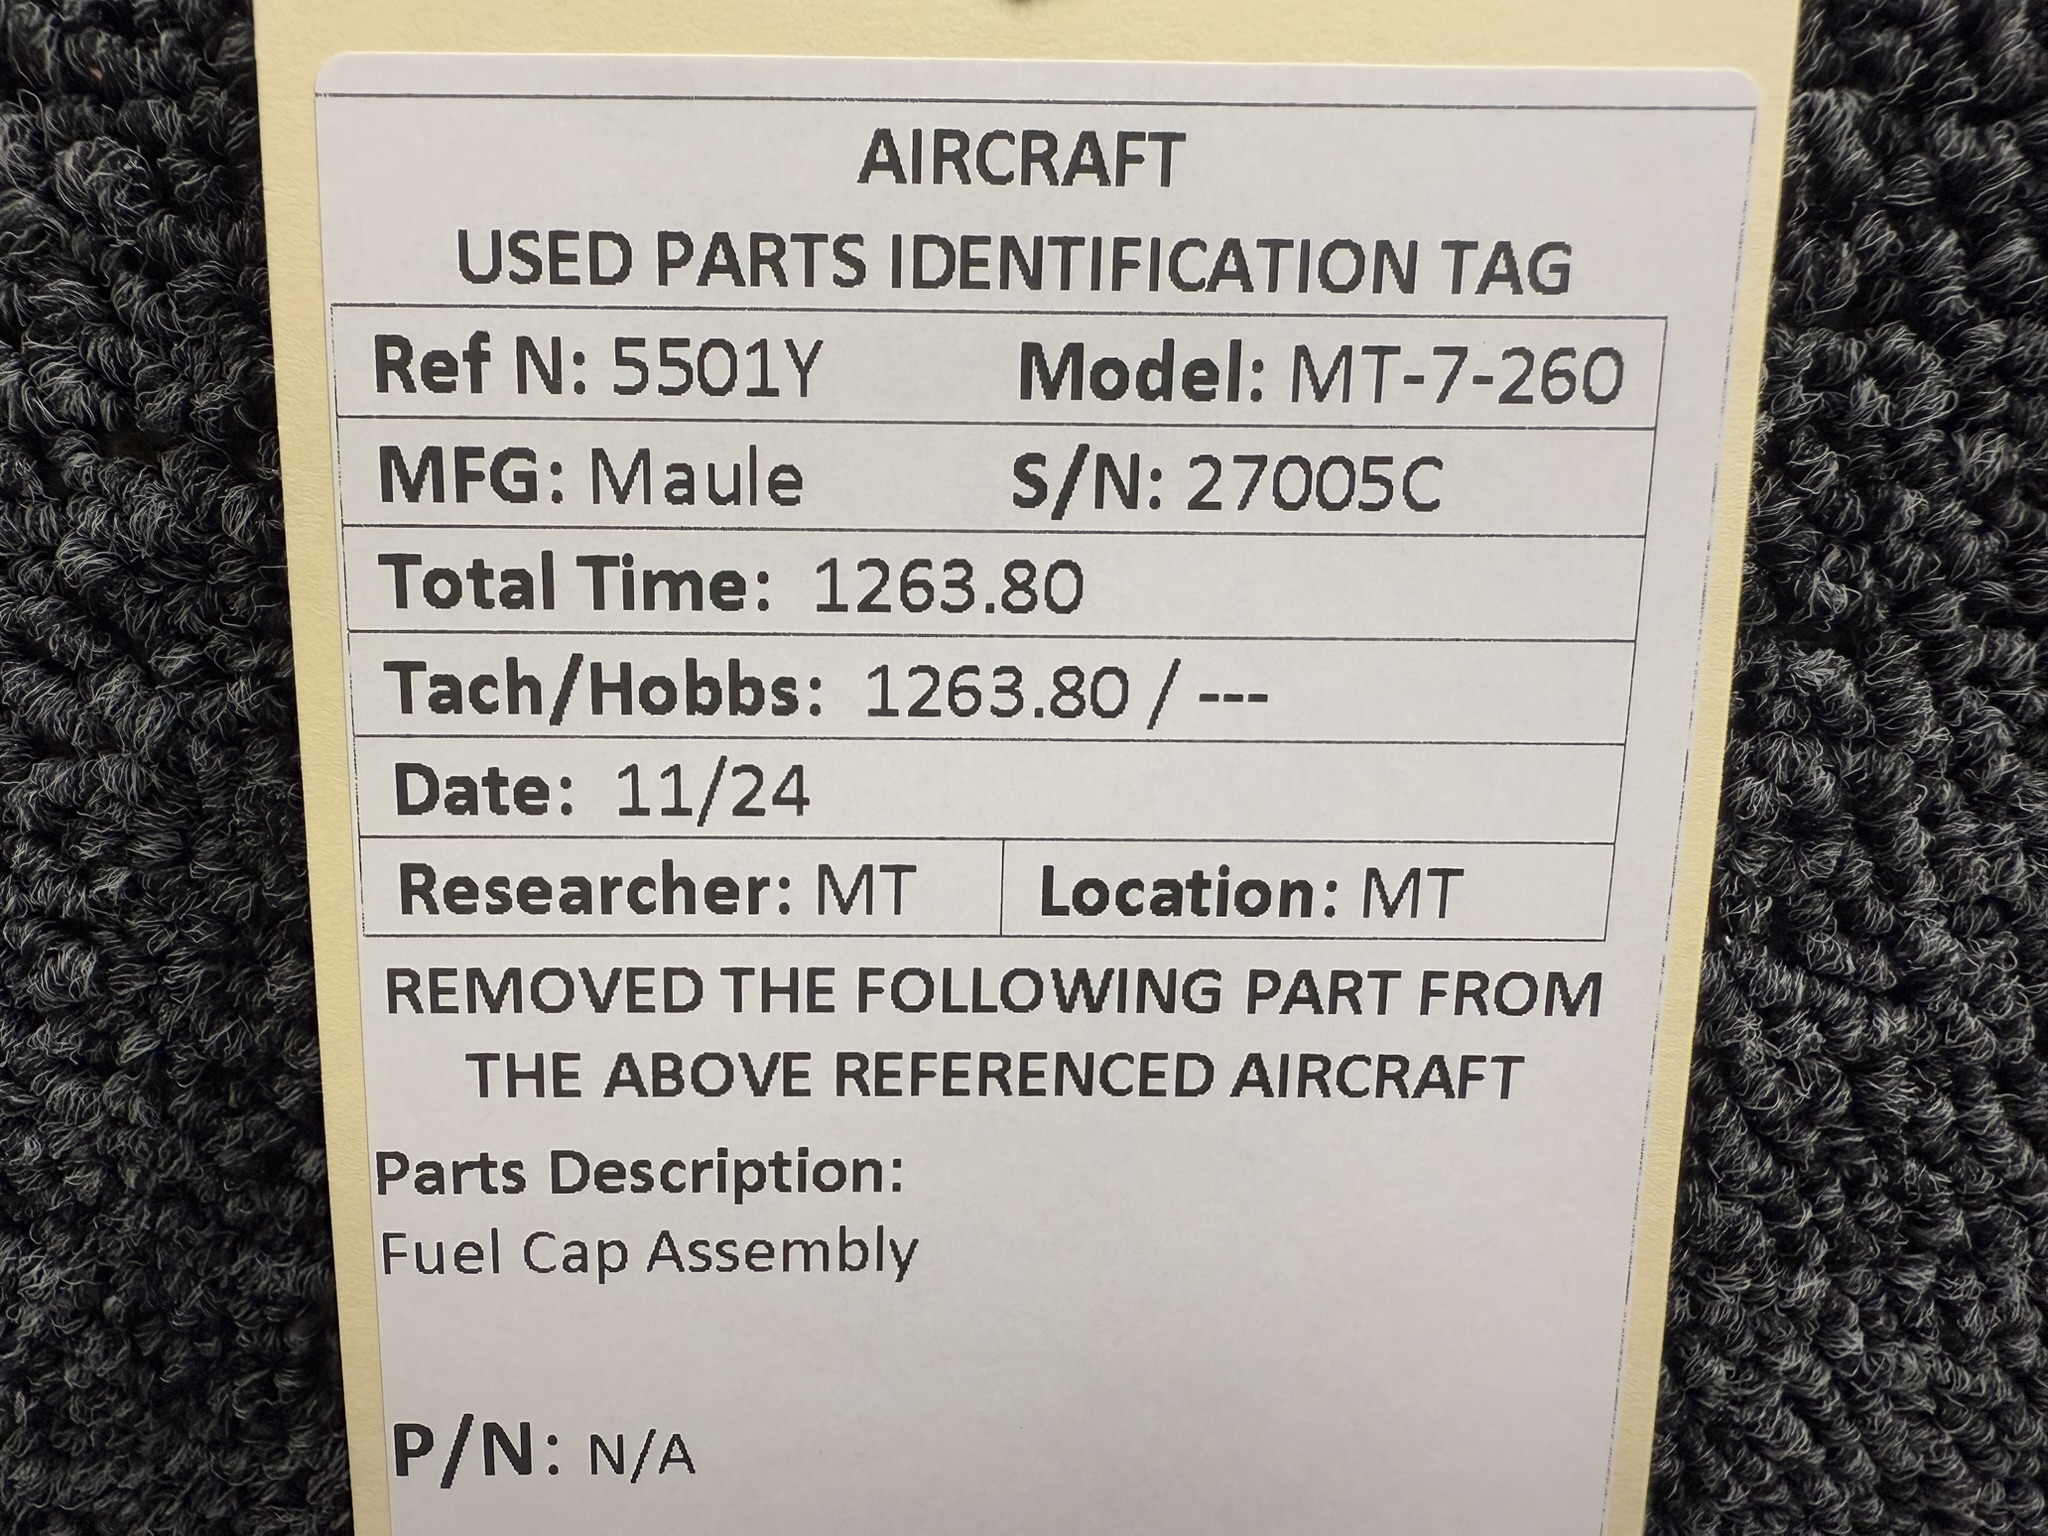 AIRCRAFT
USED PARTS IDENTIFICATION TAG
Ref N: 5501Y Model: MT-7-260
MFG: Maule S/N: 27005C
Total Time: 1263.80
Tach/Hobbs: 1263.80 / ---
Date: 11/24
Researcher: MT Location: MT
REMOVED THE FOLLOWING PART FROM
THE ABOVE REFERENCED AIRCRAFT
Parts Description:
Fuel Cap Assembly
P/N: N/A